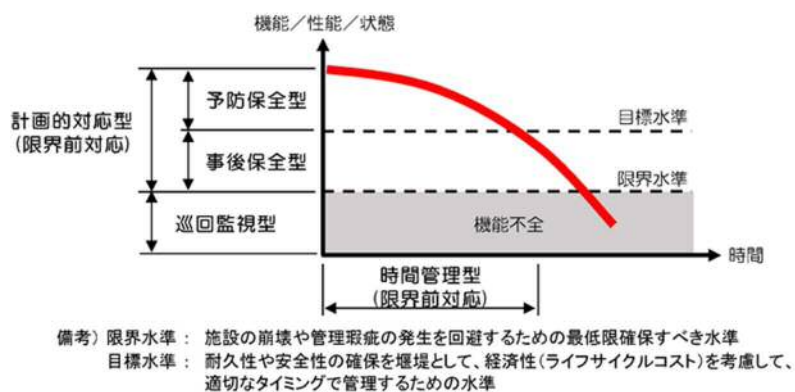 機能／性能／状態
予防保全型
計画的対応型
(限界前対応)
目標水準
事後保全型
限界水準
巡回監視型
機能不全
時間
時間管理型
(限界前対応)
備考) 限界水準： 施設の崩壊や管理瑕疵の発生を回避するための最低限確保すべき水準
目標水準： 耐久性や安全性の確保を堰堤として、経済性(ライフサイクルコスト)を考慮して、
適切なタイミングで管理するための水準